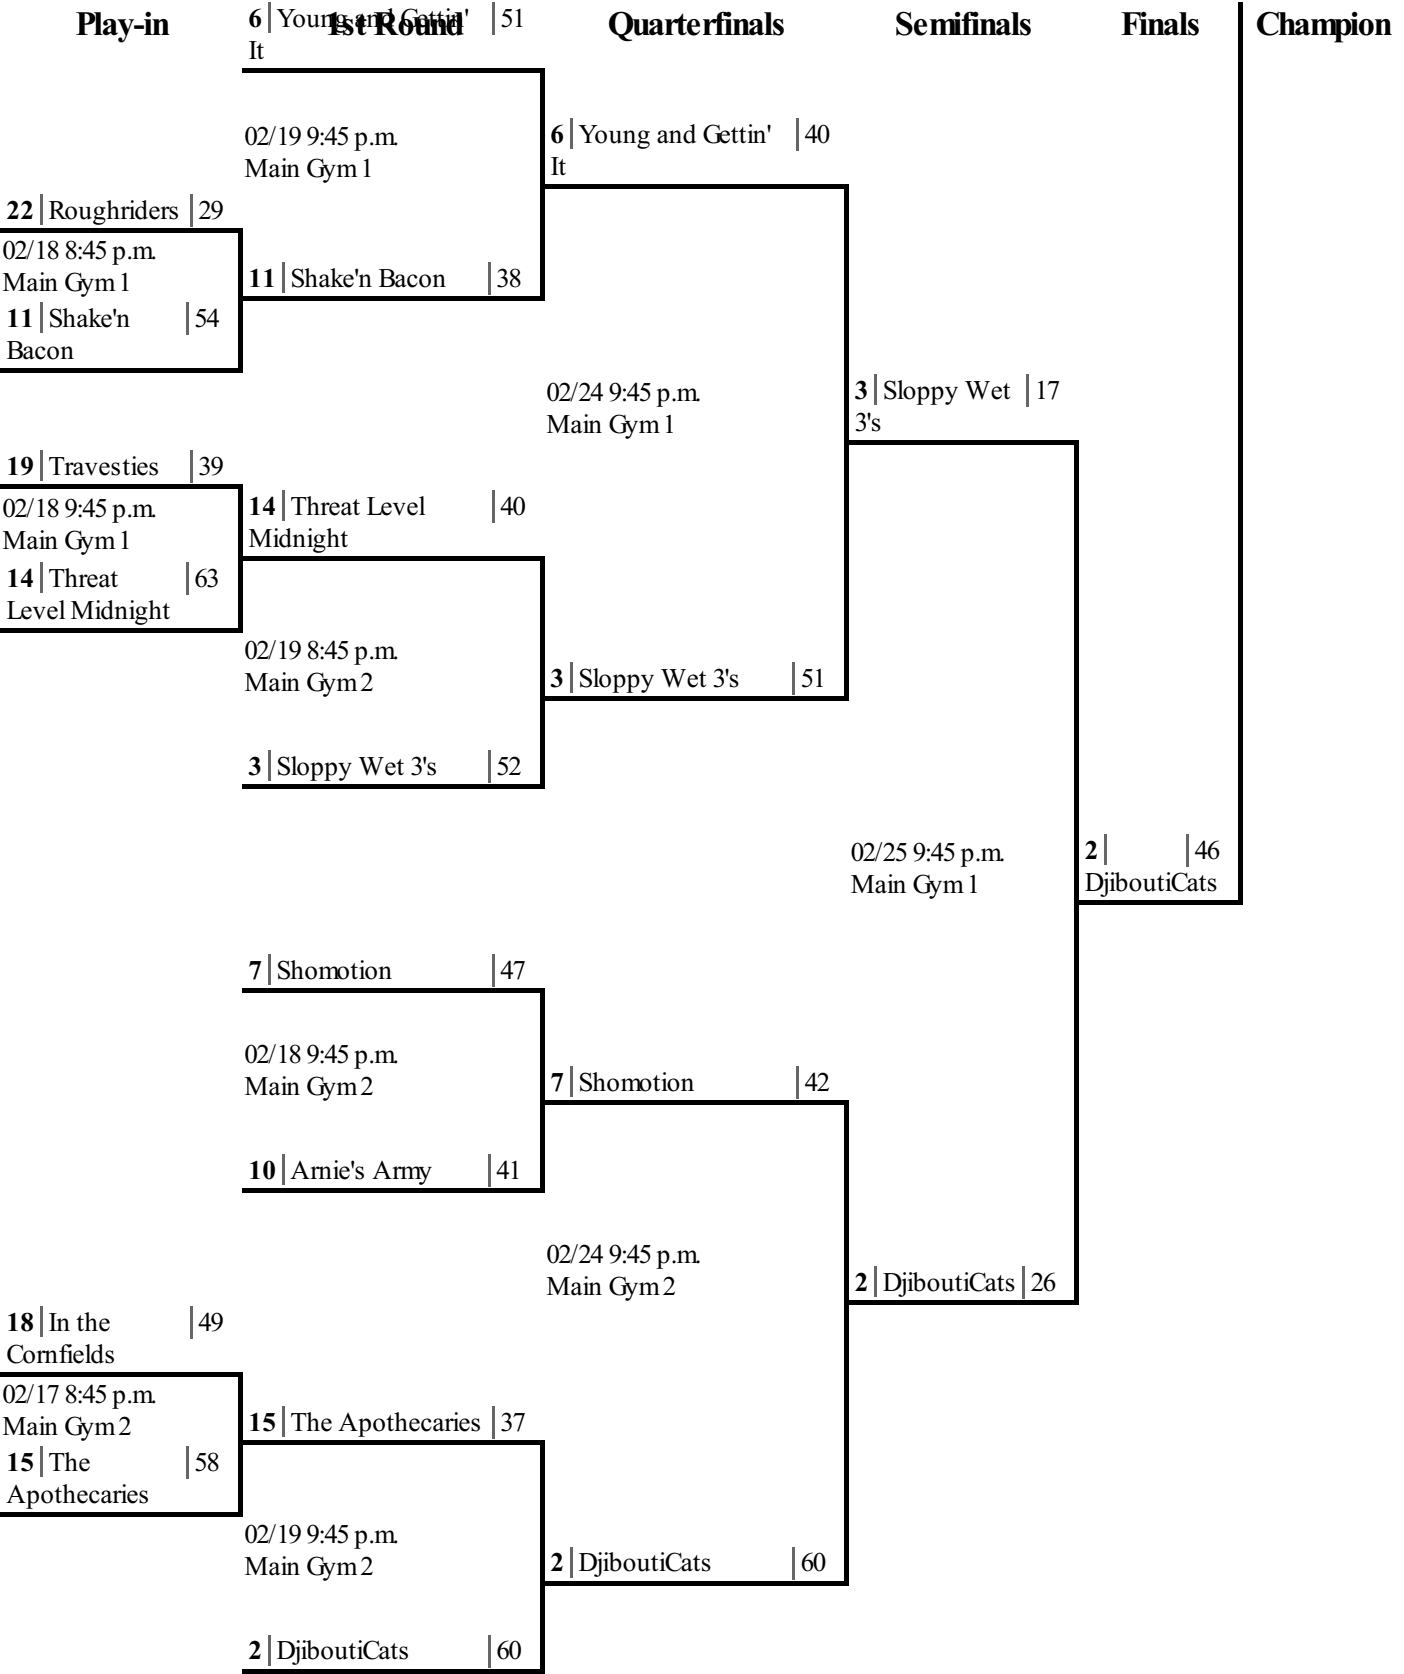 Play-in
1st Round
Quarterfinals
Semifinals
Finals
Champion
6 Young and Gettin' 51
It
02/19 9:45 p.m.
Main Gym 1
6 Young and Gettin' 40
It
22 Roughriders 29
02/18 8:45 p.m.
Main Gym 1
11 Shake'n 54
Bacon
11 Shake'n Bacon 38
02/24 9:45 p.m.
Main Gym 1
3 Sloppy Wet 17
3's
19 Travesties 39
02/18 9:45 p.m.
Main Gym 1
14 Threat 63
Level Midnight
14 Threat Level 40
Midnight
02/19 8:45 p.m.
Main Gym 2
3 Sloppy Wet 3's 51
3 Sloppy Wet 3's 52
02/25 9:45 p.m.
Main Gym 1
2 46
DjiboutiCats
7 Shomotion 47
02/18 9:45 p.m.
Main Gym 2
7 Shomotion 42
10 Arnie's Army 41
02/24 9:45 p.m.
Main Gym 2
2 DjiboutiCats 26
18 In the 49
Cornfields
02/17 8:45 p.m.
Main Gym 2
15 The 58
Apothecaries
15 The Apothecaries 37
02/19 9:45 p.m.
Main Gym 2
2 DjiboutiCats 60
2 DjiboutiCats 60